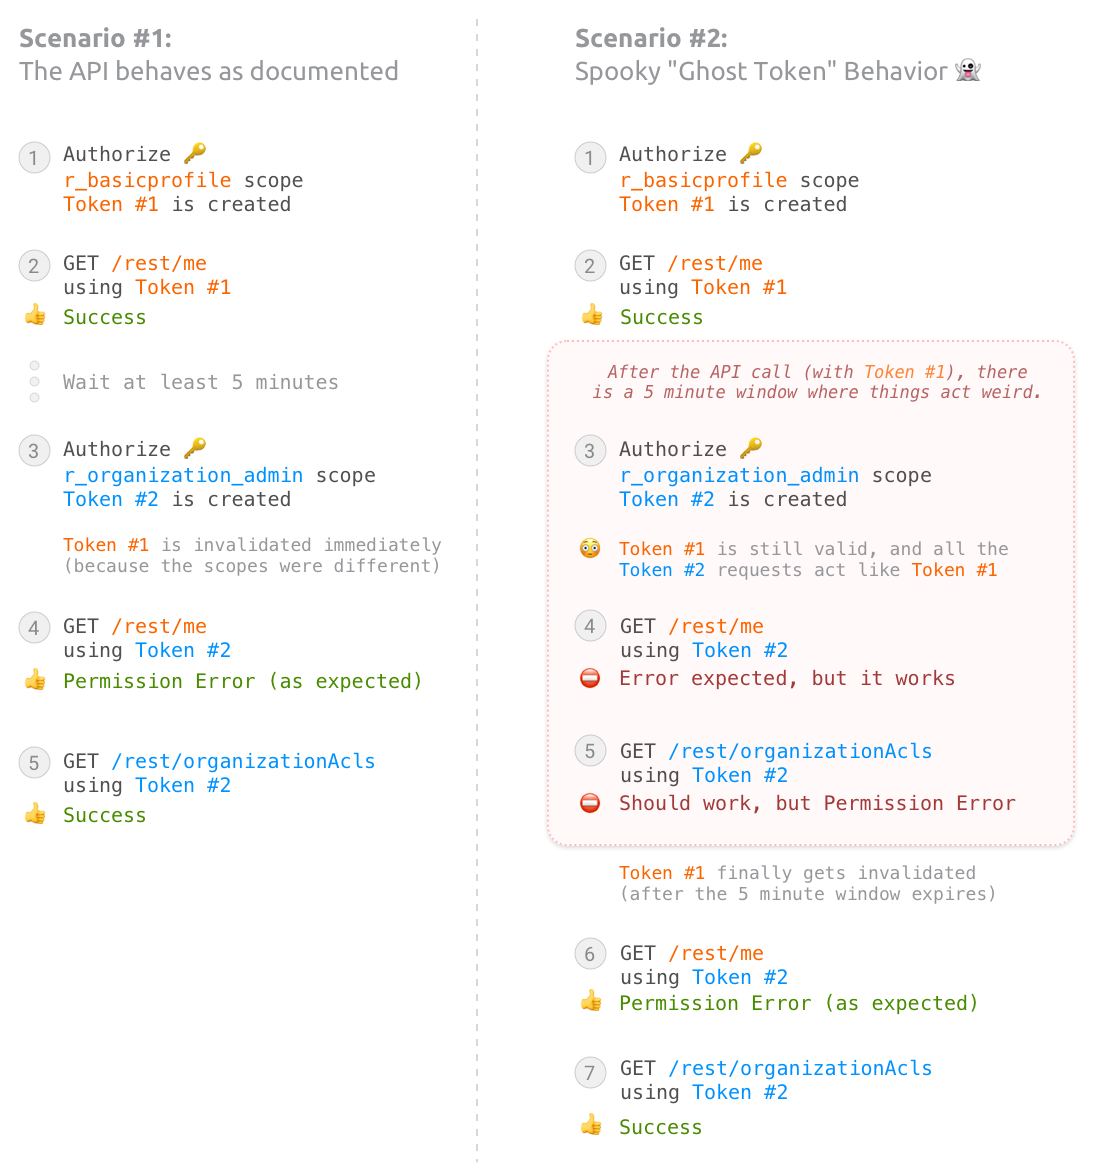 Scenario #1:
The API behaves as documented
1
Authorize 🔑
r_basicprofile scope
Token #1 is created
2
GET /rest/me
using Token #1
👍 Success
Wait at least 5 minutes
3
Authorize 🔑
r_organization_admin scope
Token #2 is created
Token #1 is invalidated immediately
(because the scopes were different)
4
GET /rest/me
using Token #2
👍 Permission Error (as expected)
5
GET /rest/organizationAcls
using Token #2
👍 Success
Scenario #2:
Spooky "Ghost Token" Behavior 👻
1
Authorize 🔑
r_basicprofile scope
Token #1 is created
2
GET /rest/me
using Token #1
👍 Success
After the API call (with Token #1), there
is a 5 minute window where things act weird.
3
Authorize 🔑
r_organization_admin scope
Token #2 is created
😳 Token #1 is still valid, and all the
Token #2 requests act like Token #1
4
GET /rest/me
using Token #2
⛔ Error expected, but it works
5
GET /rest/organizationAcls
using Token #2
⛔ Should work, but Permission Error
Token #1 finally gets invalidated
(after the 5 minute window expires)
6
GET /rest/me
using Token #2
👍 Permission Error (as expected)
7
GET /rest/organizationAcls
using Token #2
👍 Success